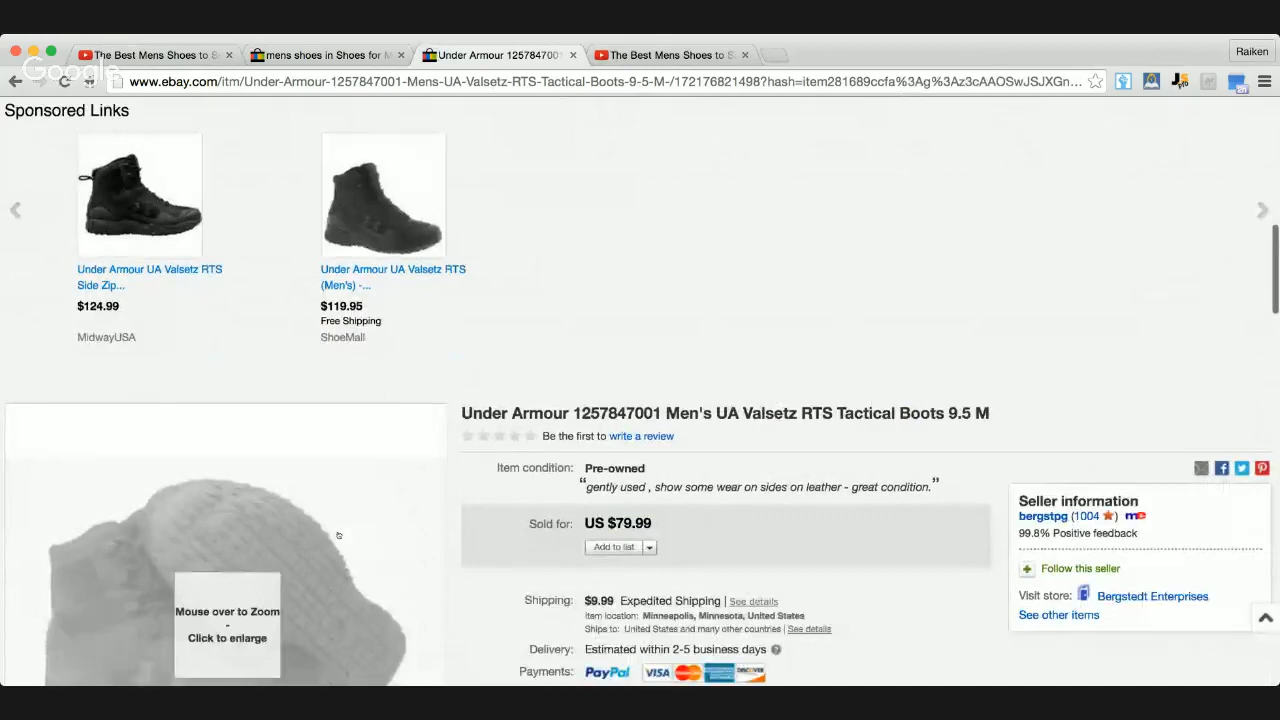 The Best Mens Shoes to S
mens shoes in Shoes for M
Under Armour 1257847001
The Best Mens Shoes to S
Raiken
Google
www.ebay.com/itm/Under-Armour-1257847001-Mens-UA-Valsetz-RTS-Tactical-Boots-9-5-M-/172176821498?hash=item281689ccfa%3Ag%3Az3cAAOSwJSJXGn...
Sponsored Links
Under Armour UA Valsetz RTS
Side Zip...
$124.99
MidwayUSA
Under Armour UA Valsetz RTS
(Men's) -...
$119.95
Free Shipping
ShoeMall
Under Armour 1257847001 Men's UA Valsetz RTS Tactical Boots 9.5 M
Be the first to write a review
Item condition: Pre-owned
“gently used , show some wear on sides on leather - great condition.”
Sold for: US $79.99
Add to list
Shipping: $9.99 Expedited Shipping | See details
Item location: Minneapolis, Minnesota, United States
Ships to: United States and many other countries | See details
Delivery: Estimated within 2-5 business days
Payments: PayPal VISA DISCOVER
Mouse over to Zoom
-
Click to enlarge
Seller information
bergstpg (1004 ) me
99.8% Positive feedback
Follow this seller
Visit store: Bergstedt Enterprises
See other items